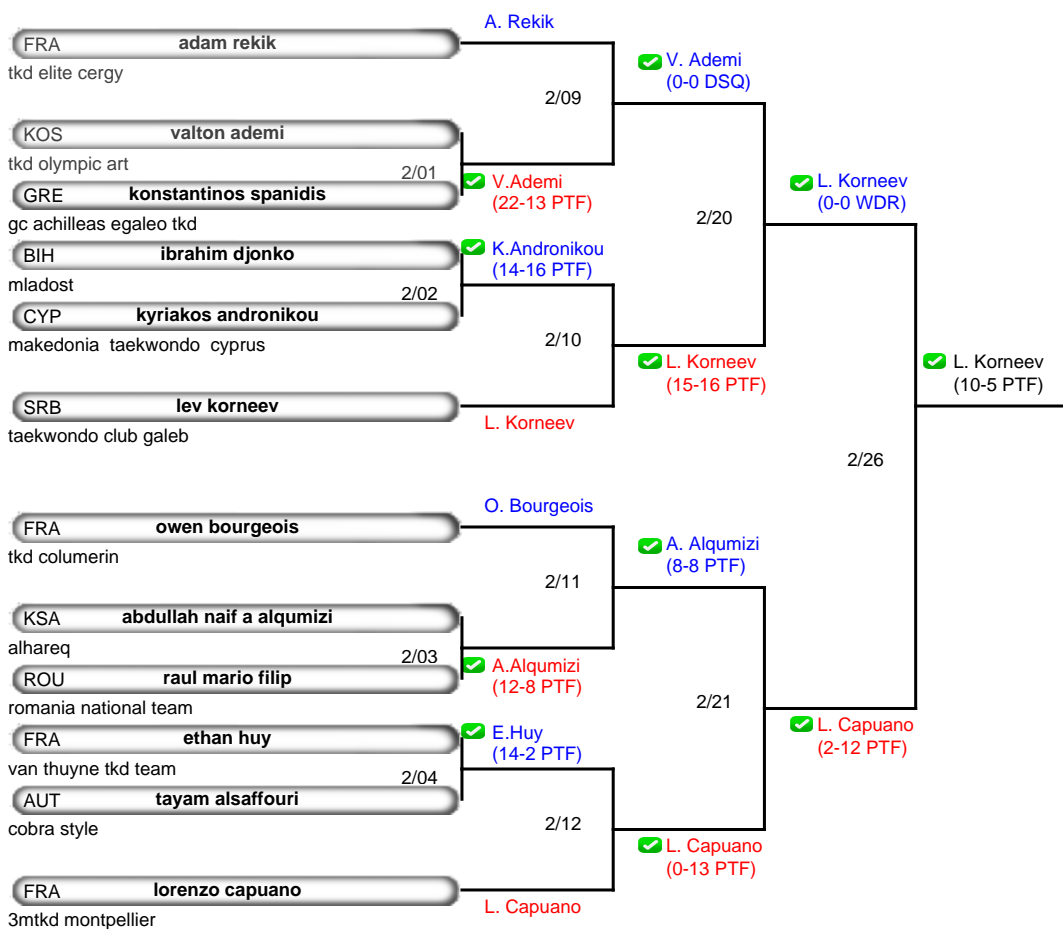 A. Rekik
FRA adam rekik
tkd elite cergy
V. Ademi
(0-0 DSQ)
2/09
KOS valton ademi
tkd olympic art
2/01
GRE konstantinos spanidis
gc achilleas egaleo tkd
V.Ademi
(22-13 PTF)
L. Korneev
(0-0 WDR)
2/20
BIH ibrahim djonko
mladost
K.Andronikou
(14-16 PTF)
2/02
CYP kyriakos andronikou
makedonia taekwondo cyprus
2/10
L. Korneev
(15-16 PTF)
L. Korneev
(10-5 PTF)
SRB lev korneev
taekwondo club galeb
L. Korneev
2/26
O. Bourgeois
FRA owen bourgeois
tkd columerin
A. Alqumizi
(8-8 PTF)
2/11
KSA abdullah naif a alqumizi
alhareq
2/03
ROU raul mario filip
romania national team
A.Alqumizi
(12-8 PTF)
2/21
L. Capuano
(2-12 PTF)
FRA ethan huy
van thuyne tkd team
E.Huy
(14-2 PTF)
2/04
AUT tayam alsaffouri
cobra style
2/12
L. Capuano
(0-13 PTF)
FRA lorenzo capuano
3mtkd montpellier
L. Capuano